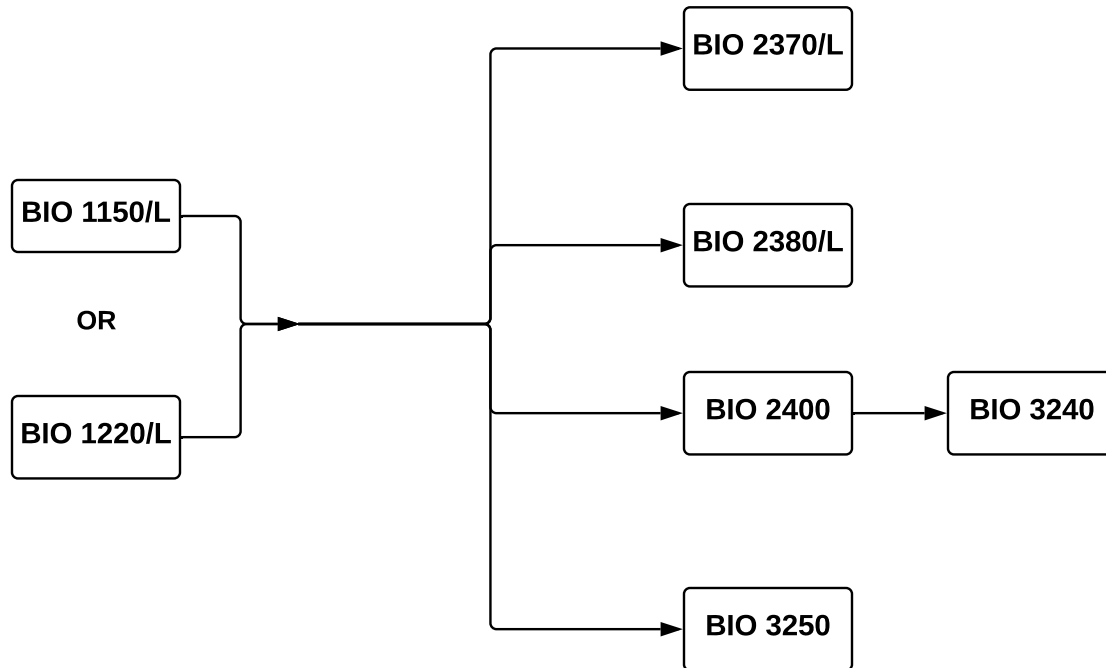 BIO 2370/L
BIO 1150/L
BIO 2380/L
OR
BIO 1220/L
BIO 2400
BIO 3240
BIO 3250